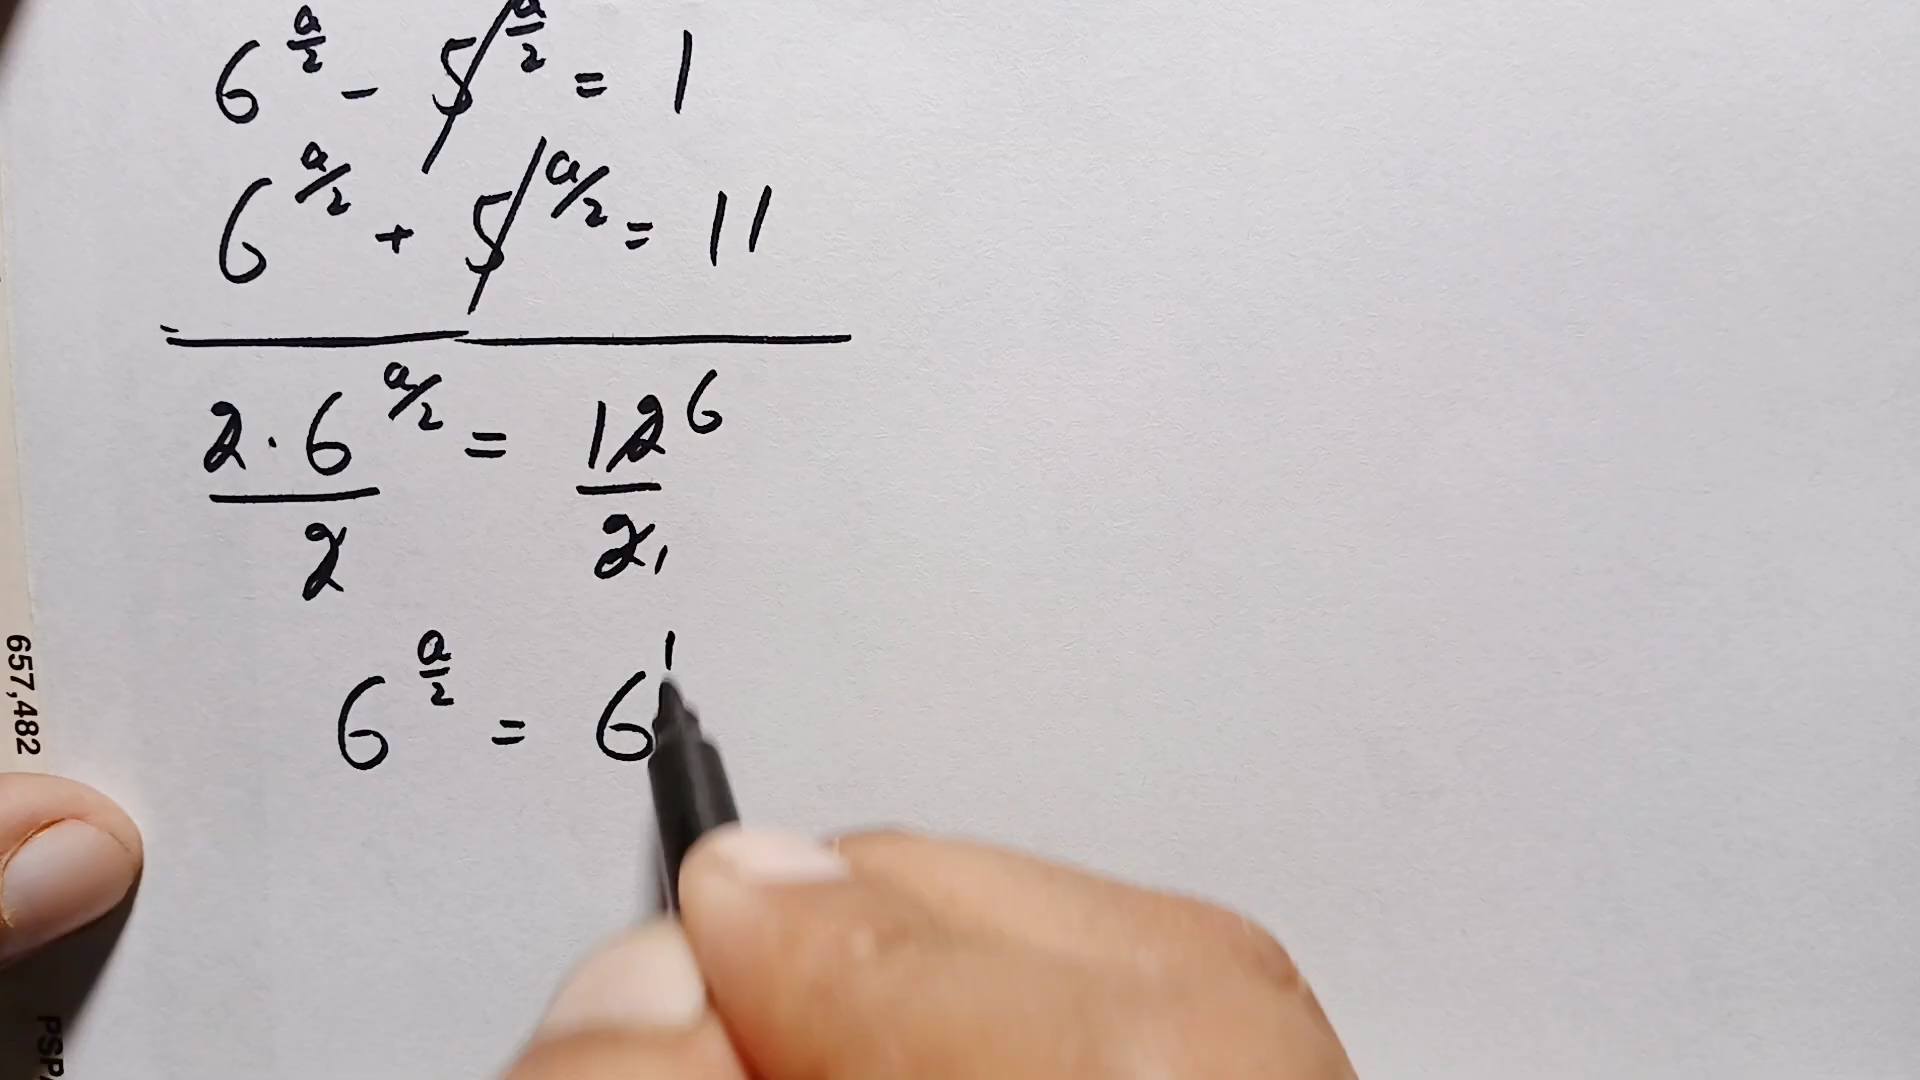 6^{a/2} - 5^{a/2} = 1
6^{a/2} + 5^{a/2} = 11
2 · 6^{a/2} / 2 = 12 / 2 6 1
6^{a/2} = 6^1
657,482